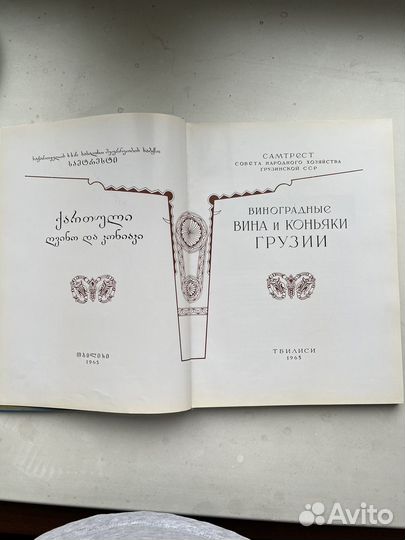 საქართველოს სსრ სახალხო მეურნეობის საბჭო
სამტრესტი
ქართული
ღვინო და კონიაკი
თბილისი
1965
САМТРЕСТ
СОВЕТА НАРОДНОГО ХОЗЯЙСТВА
ГРУЗИНСКОЙ ССР
ВИНОГРАДНЫЕ
ВИНА и КОНЬЯКИ
ГРУЗИИ
ТБИЛИСИ
1965
Avito